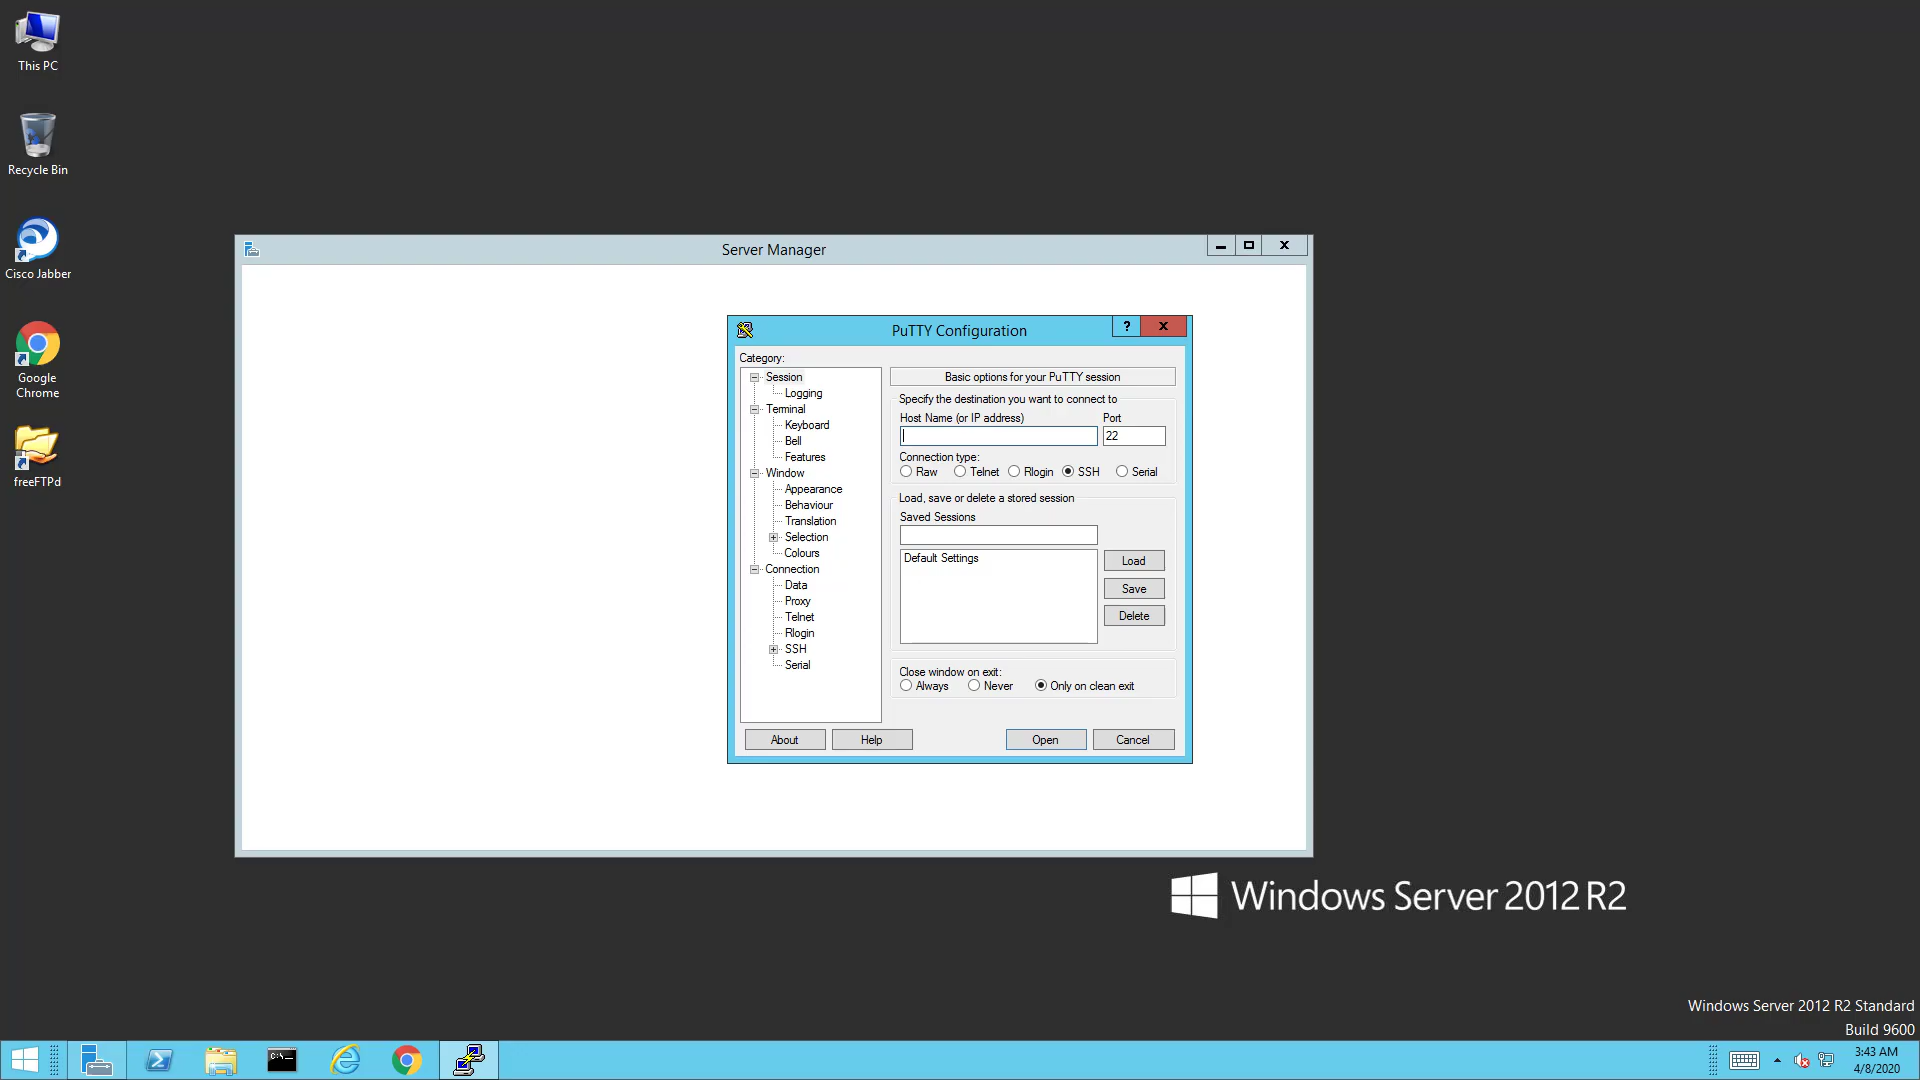 This PC
Recycle Bin
Cisco Jabber
Google
Chrome
freeFTPd
Server Manager
PuTTY Configuration
?
Category:
Session
Logging
Terminal
Keyboard
Bell
Features
Window
Appearance
Behaviour
Translation
Selection
Colours
Connection
Data
Proxy
Telnet
Rlogin
SSH
Serial
Basic options for your PuTTY session
Specify the destination you want to connect to
Host Name (or IP address) Port
22
Connection type:
Raw Telnet Rlogin SSH Serial
Load, save or delete a stored session
Saved Sessions
Default Settings
Load
Save
Delete
Close window on exit:
Always Never Only on clean exit
About Help Open Cancel
Windows Server 2012 R2
Windows Server 2012 R2 Standard
Build 9600
C:\_
3:43 AM
4/8/2020